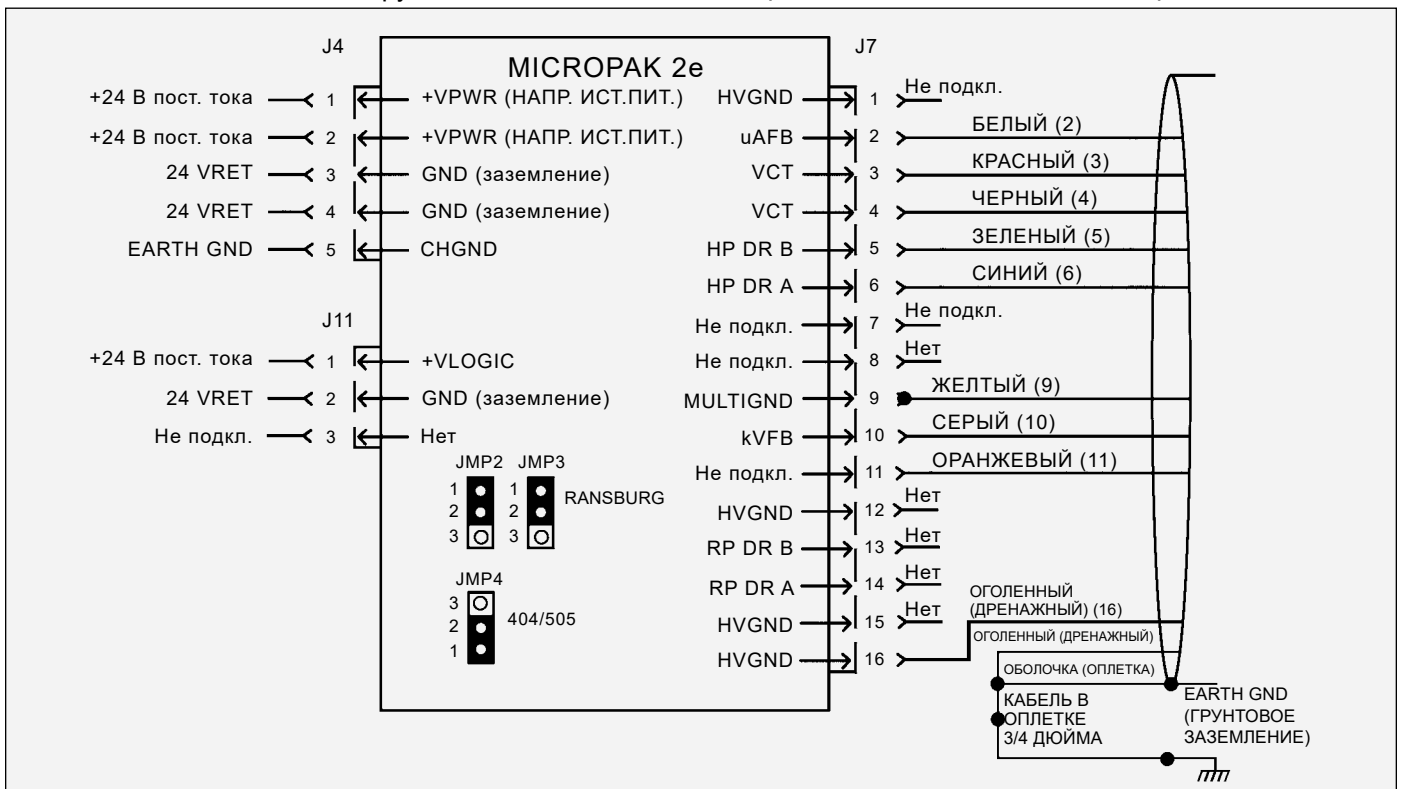 J4
J7
MICROPAK 2e
+24 В пост. тока 1 +VPWR (НАПР. ИСТ.ПИТ.)
+24 В пост. тока 2 +VPWR (НАПР. ИСТ.ПИТ.)
24 VRET 3 GND (заземление)
24 VRET 4 GND (заземление)
EARTH GND 5 CHGND
J11
+24 В пост. тока 1 +VLOGIC
24 VRET 2 GND (заземление)
Не подкл. 3 Нет
JMP2 JMP3
1 1
2 2
3 3
RANSBURG
JMP4
3
2
1
404/505
HVGND 1 Не подкл.
uAFB 2 БЕЛЫЙ (2)
VCT 3 КРАСНЫЙ (3)
VCT 4 ЧЕРНЫЙ (4)
HP DR B 5 ЗЕЛЕНЫЙ (5)
HP DR A 6 СИНИЙ (6)
Не подкл. 7 Не подкл.
Не подкл. 8 Нет
MULTIGND 9 ЖЕЛТЫЙ (9)
kVFB 10 СЕРЫЙ (10)
Не подкл. 11 ОРАНЖЕВЫЙ (11)
HVGND 12 Нет
RP DR B 13 Нет
RP DR A 14 Нет
HVGND 15 Нет
HVGND 16
ОГОЛЕННЫЙ
(ДРЕНАЖНЫЙ) (16)
ОГОЛЕННЫЙ (ДРЕНАЖНЫЙ)
ОБОЛОЧКА (ОПЛЕТКА)
КАБЕЛЬ В
ОПЛЕТКЕ
3/4 ДЮЙМА
EARTH GND
(ГРУНТОВОЕ
ЗАЗЕМЛЕНИЕ)